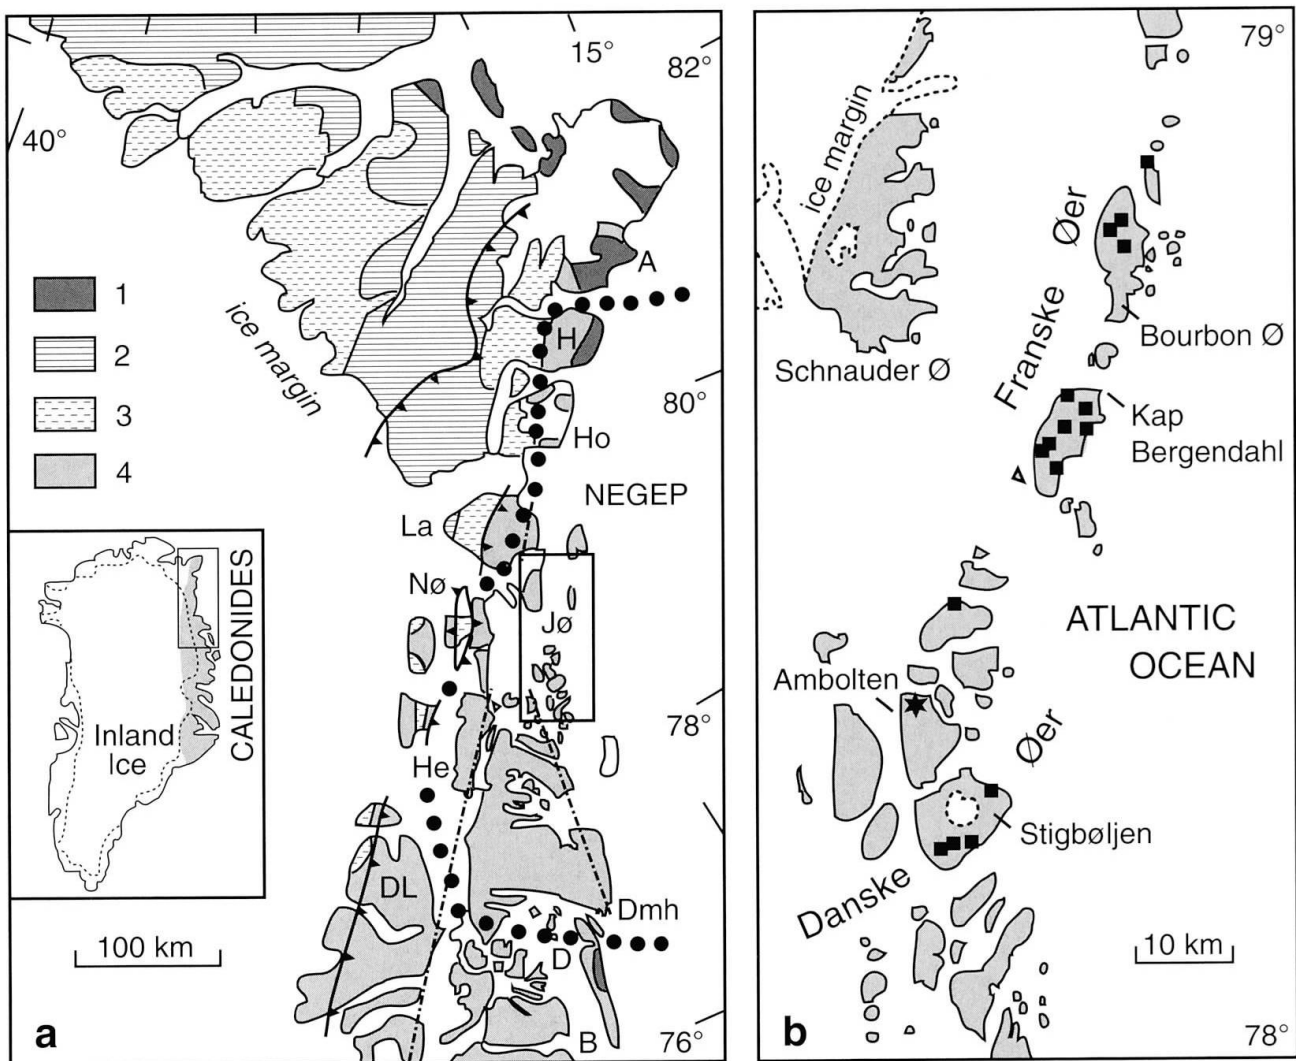 15°
82°
40°
A
1
2
3
4
ice margin
H
80°
Ho
NEGEP
La
Nø
Jø
78°
He
DL
Dmh
D
B
76°
100 km
CALEDONIDES
Inland
Ice
a
79°
ice margin
Franske Øer
Bourbon Ø
Schnauder Ø
Kap
Bergendahl
ATLANTIC
OCEAN
Ambolten
Danske Øer
Stigbøljen
10 km
78°
b